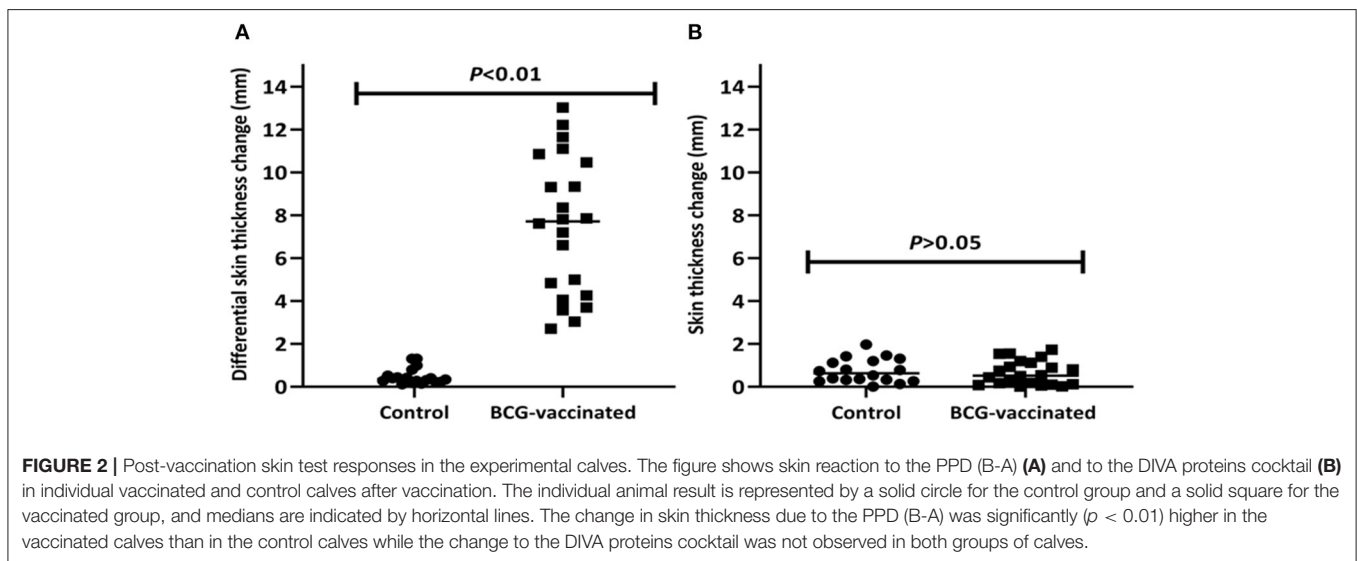 A
B
Differential skin thickness change (mm)
14
12
10
8
6
4
2
0
P<0.01
Control
BCG-vaccinated
Skin thickness change (mm)
14
12
10
8
6
4
2
0
P>0.05
Control
BCG-vaccinated
FIGURE 2 | Post-vaccination skin test responses in the experimental calves. The figure shows skin reaction to the PPD (B-A) (A) and to the DIVA proteins cocktail (B)
in individual vaccinated and control calves after vaccination. The individual animal result is represented by a solid circle for the control group and a solid square for the
vaccinated group, and medians are indicated by horizontal lines. The change in skin thickness due to the PPD (B-A) was significantly (p < 0.01) higher in the
vaccinated calves than in the control calves while the change to the DIVA proteins cocktail was not observed in both groups of calves.